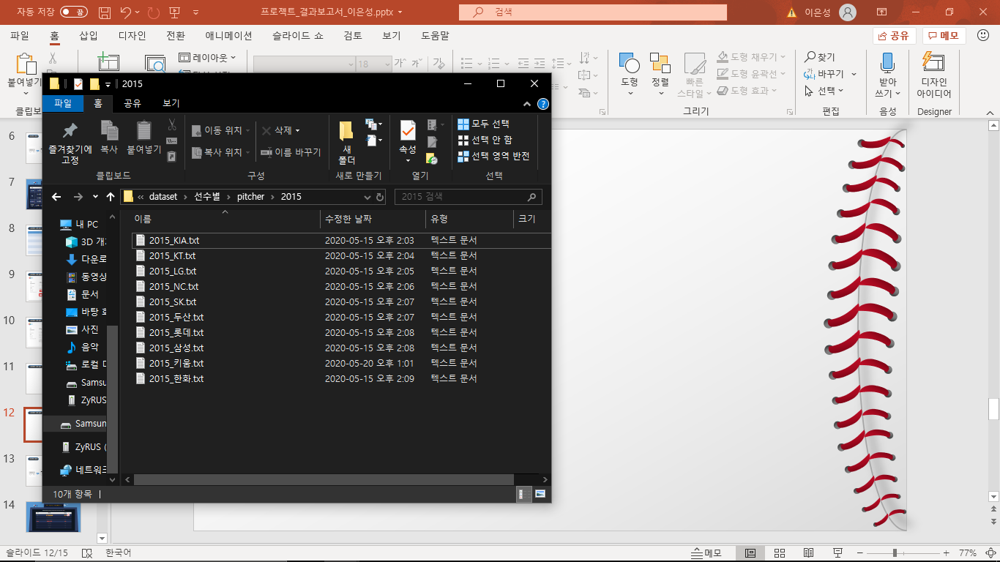 자동 저장 끔
프로젝트_결과보고서_이은성.pptx
검색
이은성
파일 홈 삽입 디자인 전환 애니메이션 슬라이드 쇼 검토 보기 도움말
공유 메모
붙여넣기
레이아웃
18
가 가
도형
정렬
빠른
스타일
도형 채우기
도형 윤곽선
도형 효과
찾기
바꾸기
선택
받아
쓰기
디자인
아이디어
그리기 편집 음성 Designer
2015
파일 홈 공유 보기
즐겨찾기에
고정
복사
붙여넣기
이동 위치
복사 위치
삭제
이름 바꾸기
새
폴더
속성
모두 선택
선택 안 함
선택 영역 반전
클립보드 구성 새로 만들기 열기 선택
« dataset > 선수별 > pitcher > 2015
2015 검색
이름 수정한 날짜 유형 크기
2015_KIA.txt 2020-05-15 오후 2:03 텍스트 문서
2015_KT.txt 2020-05-15 오후 2:04 텍스트 문서
2015_LG.txt 2020-05-15 오후 2:05 텍스트 문서
2015_NC.txt 2020-05-15 오후 2:06 텍스트 문서
2015_SK.txt 2020-05-15 오후 2:07 텍스트 문서
2015_두산.txt 2020-05-15 오후 2:07 텍스트 문서
2015_롯데.txt 2020-05-15 오후 2:08 텍스트 문서
2015_삼성.txt 2020-05-15 오후 2:08 텍스트 문서
2015_키움.txt 2020-05-20 오후 1:01 텍스트 문서
2015_한화.txt 2020-05-15 오후 2:09 텍스트 문서
내 PC
3D 개
다운로
동영상
문서
바탕 호
사진
음악
로컬 디
Samsu
ZyRUS
Samsun
ZyRUS (
네트워크
10개 항목
6
7
8
9
10
11
12
13
14
슬라이드 12/15 한국어
메모
77%